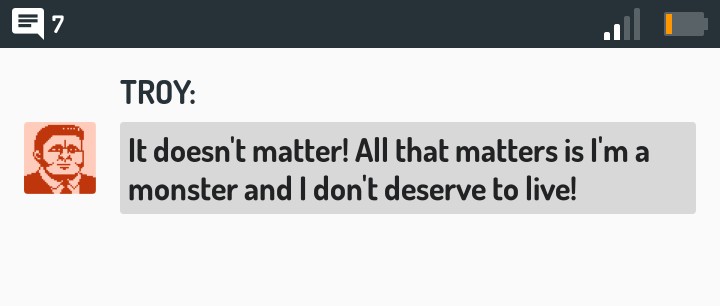 7
TROY:
It doesn't matter! All that matters is I'm a
monster and I don't deserve to live!